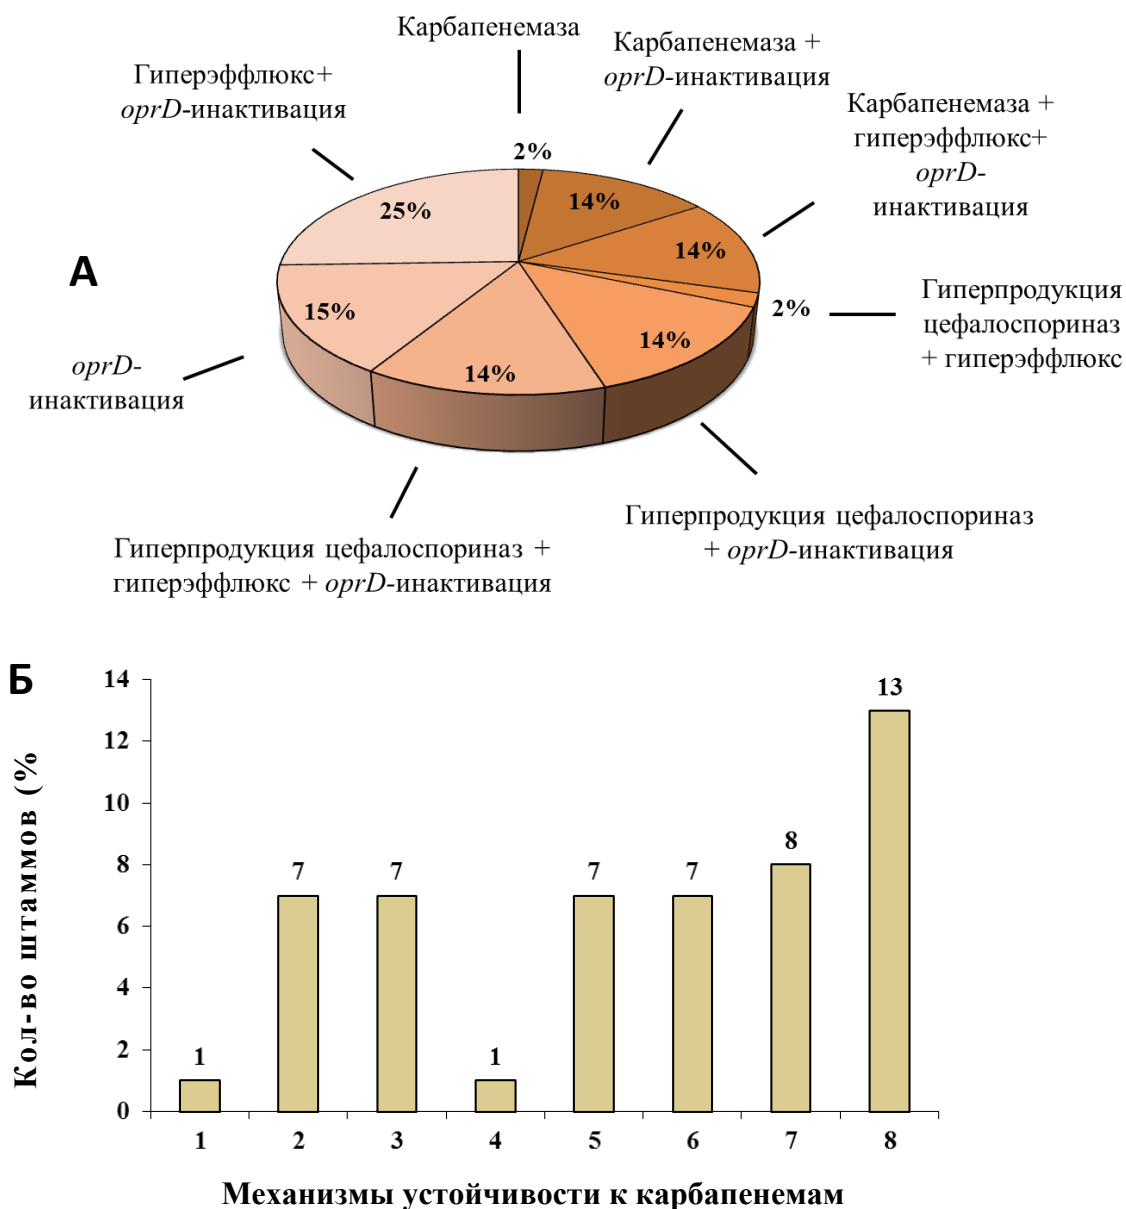 Карбапенемаза
Карбапенемаза +
oprD-инактивация
Гиперэффлюкс+
oprD-инактивация
Карбапенемаза +
гиперэффлюкс+
oprD-
инактивация
2%
14%
25%
14%
А
Гиперпродукция
цефалоспориназ
+ гиперэффлюкс
2%
15%
14%
14%
oprD-
инактивация
Гиперпродукция цефалоспориназ
+ oprD-инактивация
Гиперпродукция цефалоспориназ +
гиперэффлюкс + oprD-инактивация
Б
Кол-во штаммов (%
14
12
10
8
6
4
2
0
1
7
7
1
7
7
8
13
1
2
3
4
5
6
7
8
Механизмы устойчивости к карбапенемам